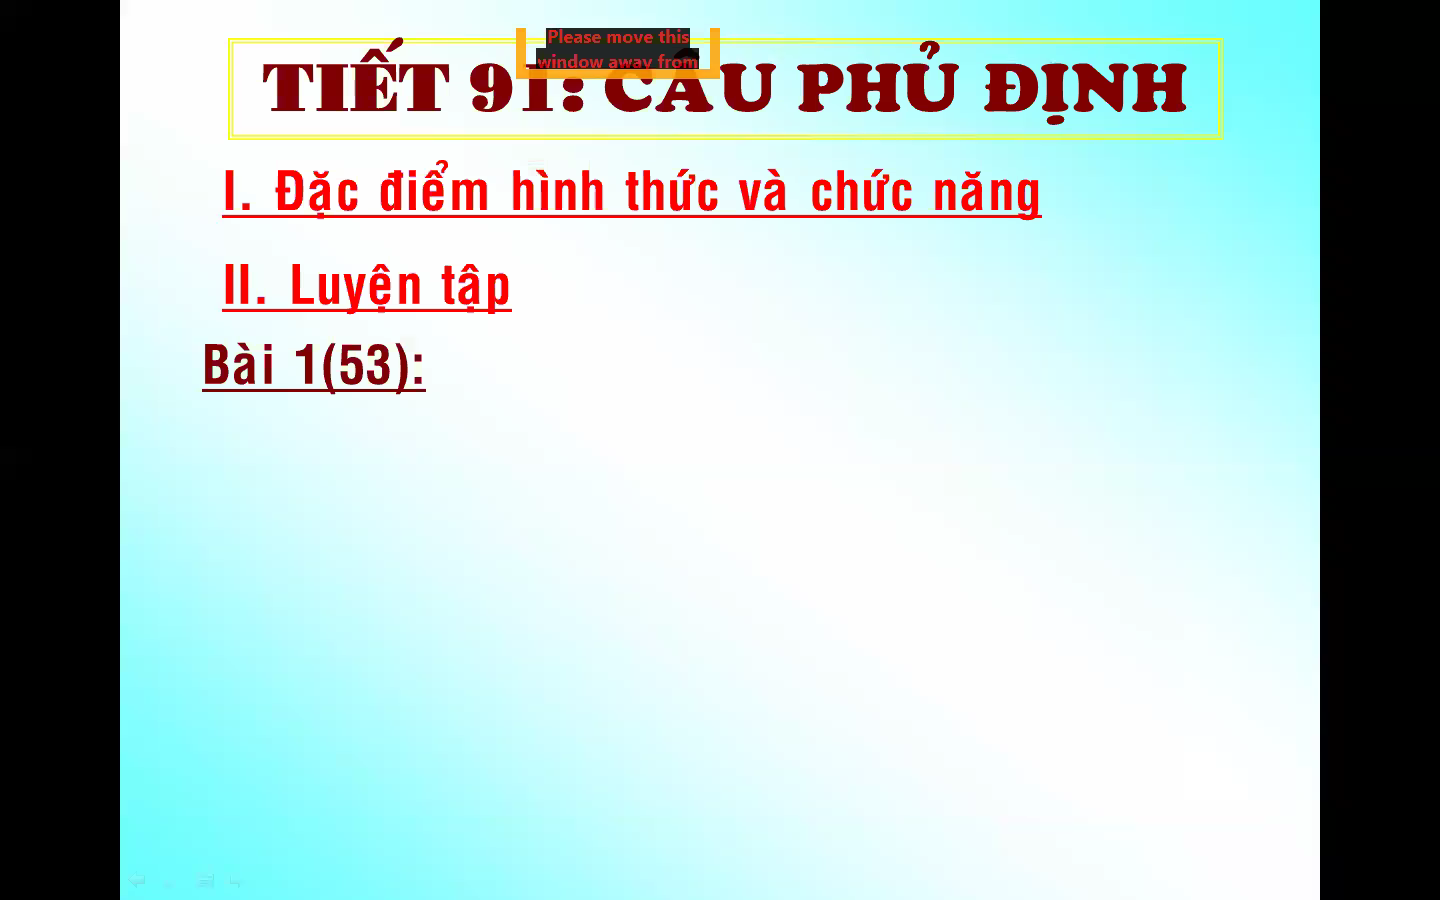 Please move this
window away from
TIẾT 91: CÂU PHỦ ĐỊNH
I. Đặc điểm hình thức và chức năng
II. Luyện tập
Bài 1(53):